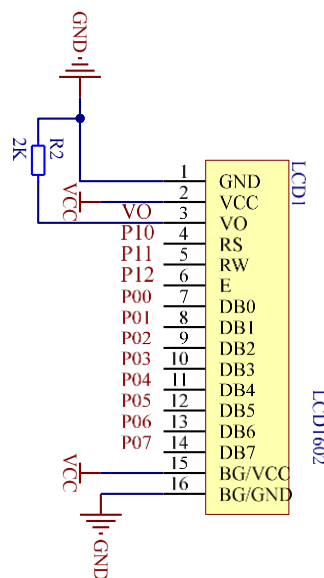 GND
R2
2K
LCD1
1 GND
VCC 2 VCC
VO 3 VO
P10 4 RS
P11 5 RW
P12 6 E
P00 7 DB0
P01 8 DB1
P02 9 DB2
P03 10 DB3
P04 11 DB4
P05 12 DB5
P06 13 DB6
P07 14 DB7
VCC 15 BG/VCC
16 BG/GND
LCD1602
GND